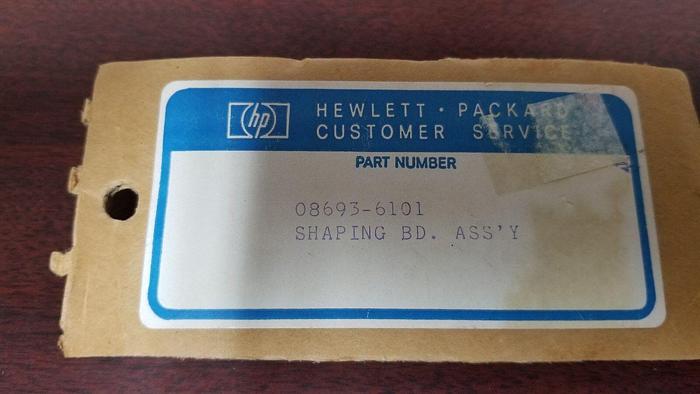 hp HEWLETT · PACKARD
CUSTOMER SERVICE
PART NUMBER
08693-6101
SHAPING BD. ASS'Y